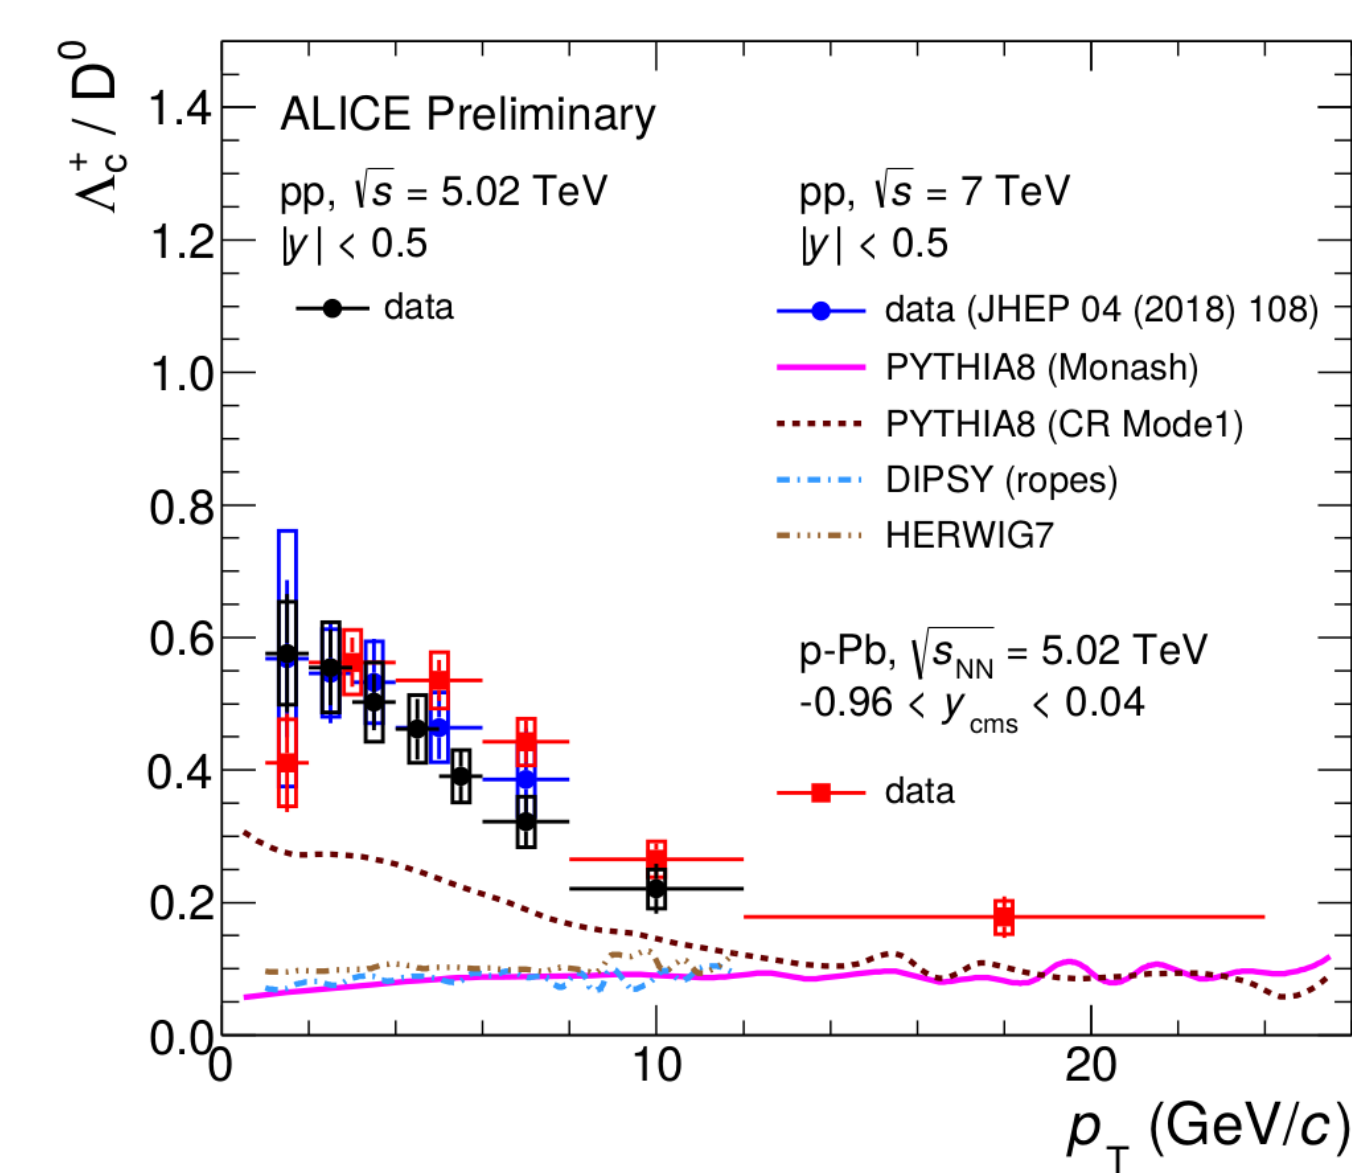 Λc+ / D0
1.4
1.2
1.0
0.8
0.6
0.4
0.2
0.0
ALICE Preliminary
pp, √s = 5.02 TeV
|y| < 0.5
data
pp, √s = 7 TeV
|y| < 0.5
data (JHEP 04 (2018) 108)
PYTHIA8 (Monash)
PYTHIA8 (CR Mode1)
DIPSY (ropes)
HERWIG7
p-Pb, √sNN = 5.02 TeV
-0.96 < ycms < 0.04
data
0 10 20
pT (GeV/c)